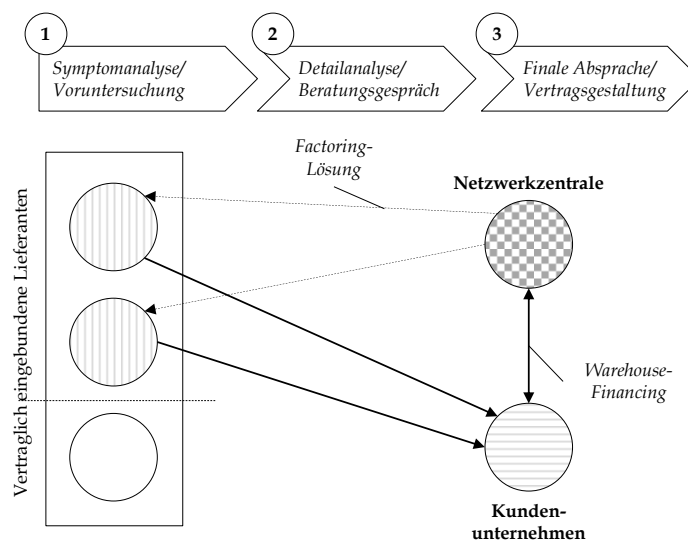 1
2
3
Symptomanalyse/
Voruntersuchung
Detailanalyse/
Beratungsgespräch
Finale Absprache/
Vertragsgestaltung
Factoring-
Lösung
Netzwerkzentrale
Vertraglich eingebundene Lieferanten
Warehouse-
Financing
Kunden-
unternehmen